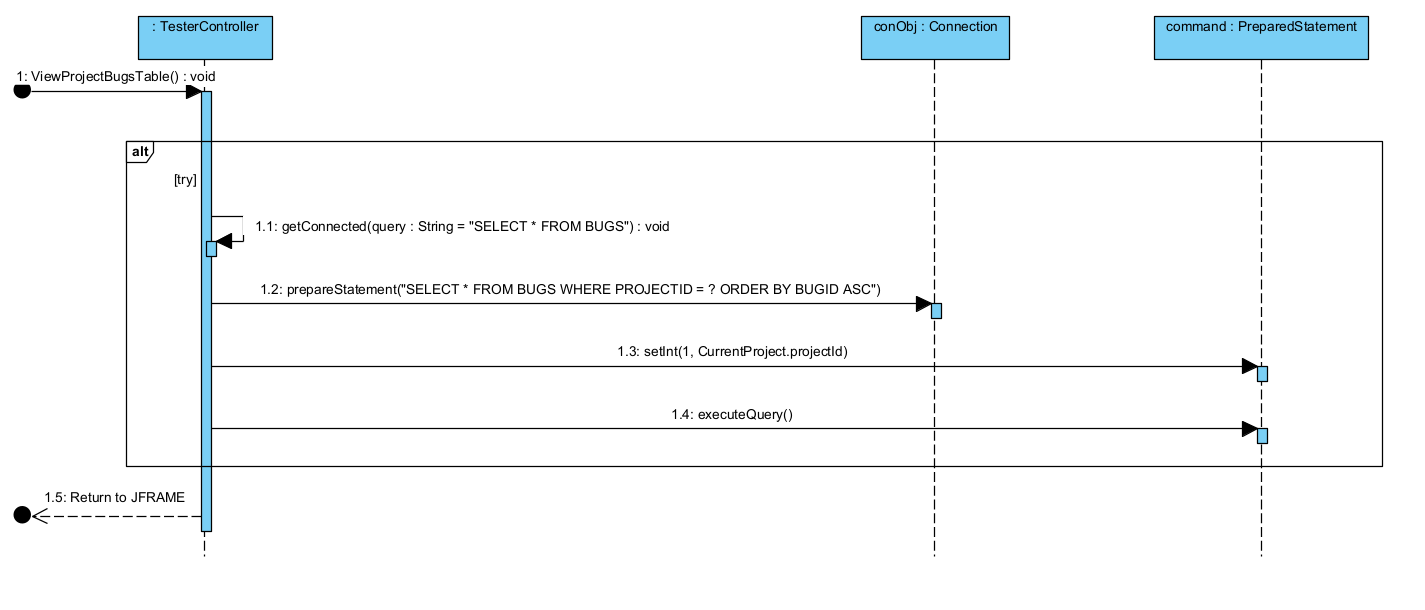 : TesterController
conObj : Connection
command : PreparedStatement
1: ViewProjectBugsTable() : void
alt
[try]
1.1: getConnected(query : String = "SELECT * FROM BUGS") : void
1.2: prepareStatement("SELECT * FROM BUGS WHERE PROJECTID = ? ORDER BY BUGID ASC")
1.3: setInt(1, CurrentProject.projectId)
1.4: executeQuery()
1.5: Return to JFRAME